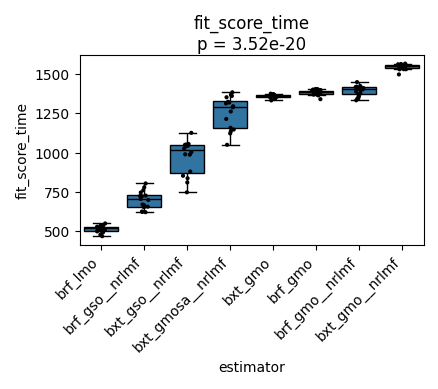 fit_score_time
p = 3.52e-20
fit_score_time
1500
1250
1000
750
500
brf_lmo
brf_gso__nrlmf
bxt_gso__nrlmf
bxt_gmosa__nrlmf
bxt_gmo
brf_gmo
brf_gmo__nrlmf
bxt_gmo__nrlmf
estimator